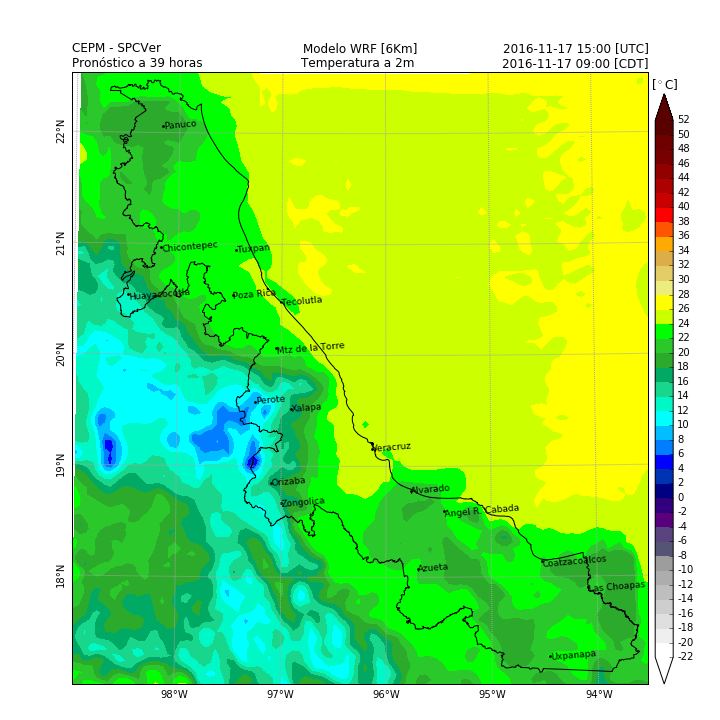 CEPM - SPCVer
Modelo WRF [6Km]
2016-11-17 15:00 [UTC]
Pronóstico a 39 horas
Temperatura a 2m
2016-11-17 09:00 [CDT]
[°C]
52
50
48
46
44
42
40
38
36
34
32
30
28
26
24
22
20
18
16
14
12
10
8
6
4
2
0
-2
-4
-6
-8
-10
-12
-14
-16
-18
-20
-22
22°N
21°N
20°N
19°N
18°N
Panuco
Chicontepec
Tuxpan
Huayacocotla
Poza Rica
Tecolutla
Mtz de la Torre
Perote
Xalapa
Veracruz
Orizaba
Alvarado
Zongolica
Angel R. Cabada
Azueta
Coatzacoalcos
Las Choapas
Uxpanapa
98°W
97°W
96°W
95°W
94°W